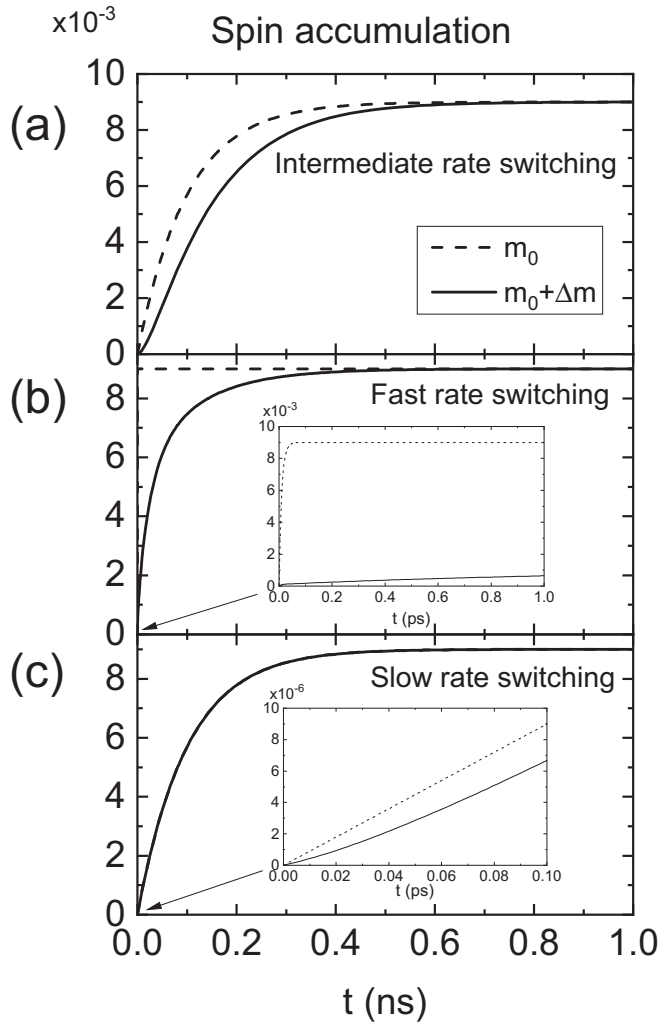 x10⁻³
Spin accumulation
(a)
10
8
6
4
2
0
Intermediate rate switching
m₀
m₀+Δm
(b)
8
6
4
2
0
Fast rate switching
x10⁻³
10
8
6
4
2
0
0.0 0.2 0.4 0.6 0.8 1.0
t (ps)
(c)
8
6
4
2
0
Slow rate switching
x10⁻⁶
10
8
6
4
2
0
0.00 0.02 0.04 0.06 0.08 0.10
t (ps)
0.0 0.2 0.4 0.6 0.8 1.0
t (ns)